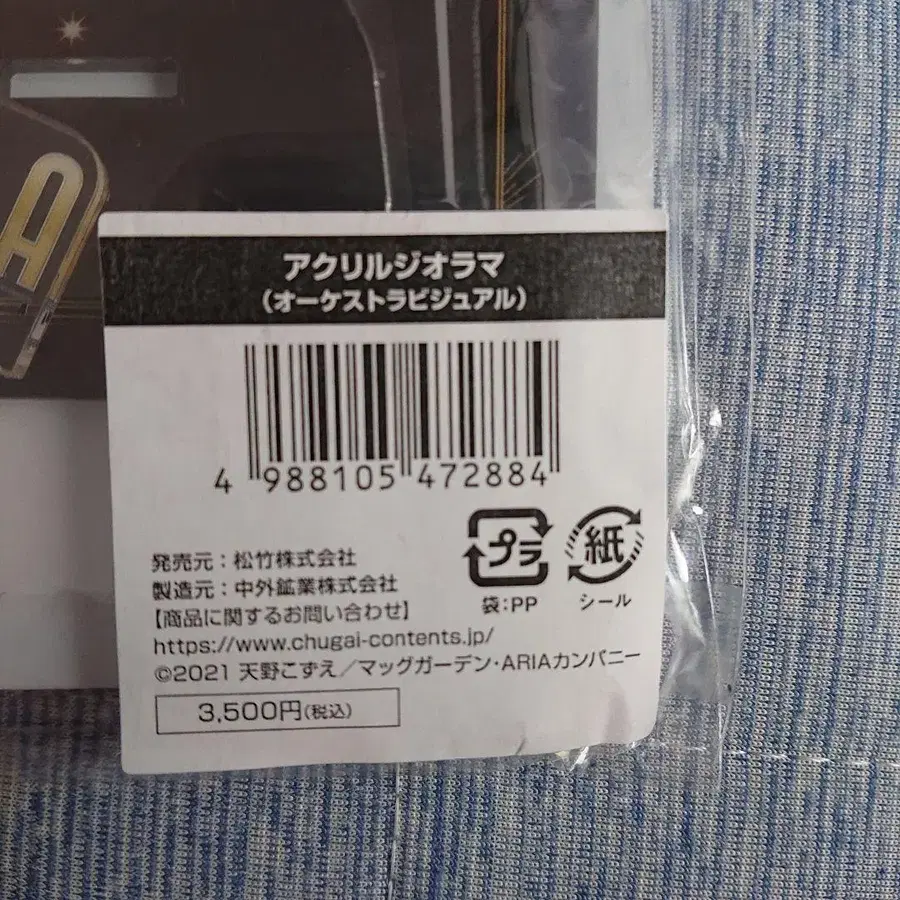 A
アクリルジオラマ
（オーケストラビジュアル）
4 988105 472884
プラ
紙
袋：PP
シール
発売元：松竹株式会社
製造元：中外鉱業株式会社
【商品に関するお問い合わせ】
https://www.chugai-contents.jp/
©2021 天野こずえ／マッグガーデン・ARIAカンパニー
3,500円（税込）